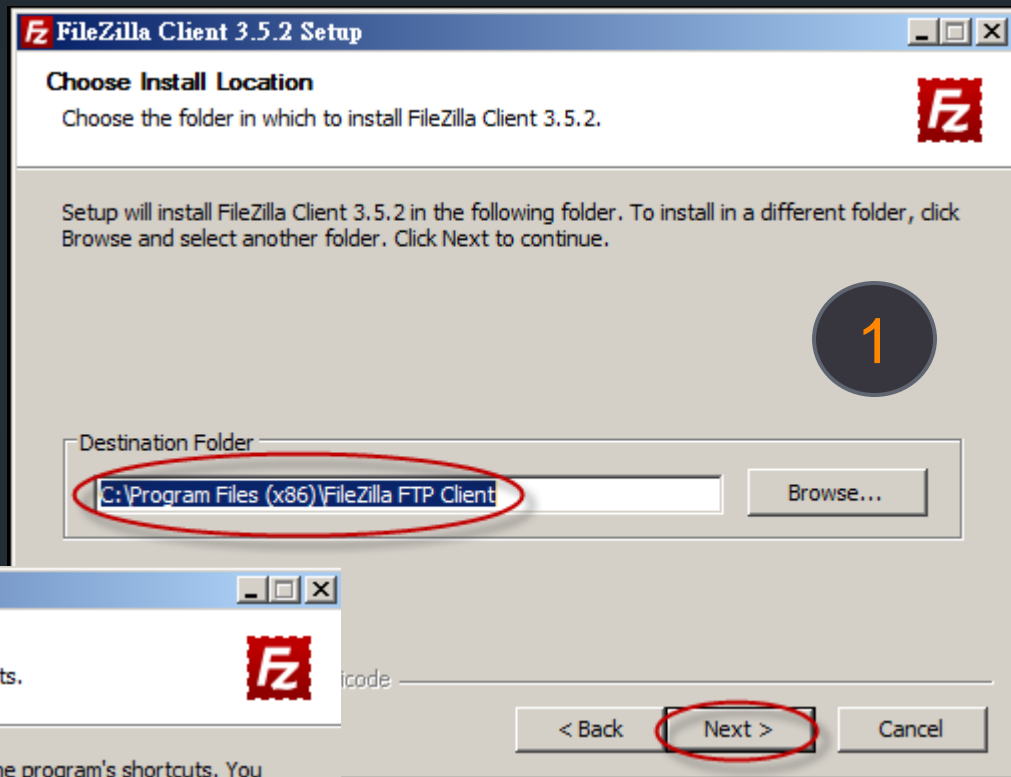 FileZilla Client 3.5.2 Setup
Choose Install Location
Choose the folder in which to install FileZilla Client 3.5.2.
Fz
Setup will install FileZilla Client 3.5.2 in the following folder. To install in a different folder, click
Browse and select another folder. Click Next to continue.
1
Destination Folder
C:\Program Files (x86)\FileZilla FTP Client
Browse...
Fz
< Back
Next >
Cancel
program's shortcuts. You